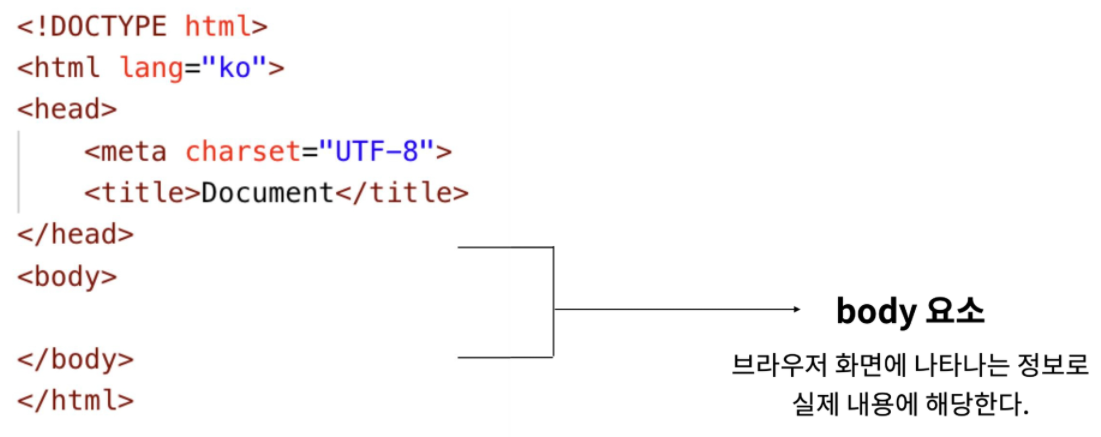 <!DOCTYPE html>
<html lang="ko">
<head>
    <meta charset="UTF-8">
    <title>Document</title>
</head>
<body>
</body>
</html>
body 요소
브라우저 화면에 나타나는 정보로
실제 내용에 해당한다.